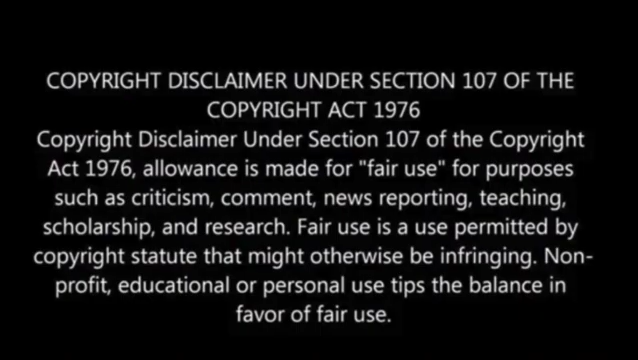 COPYRIGHT DISCLAIMER UNDER SECTION 107 OF THE
COPYRIGHT ACT 1976
Copyright Disclaimer Under Section 107 of the Copyright
Act 1976, allowance is made for "fair use" for purposes
such as criticism, comment, news reporting, teaching,
scholarship, and research. Fair use is a use permitted by
copyright statute that might otherwise be infringing. Non-
profit, educational or personal use tips the balance in
favor of fair use.